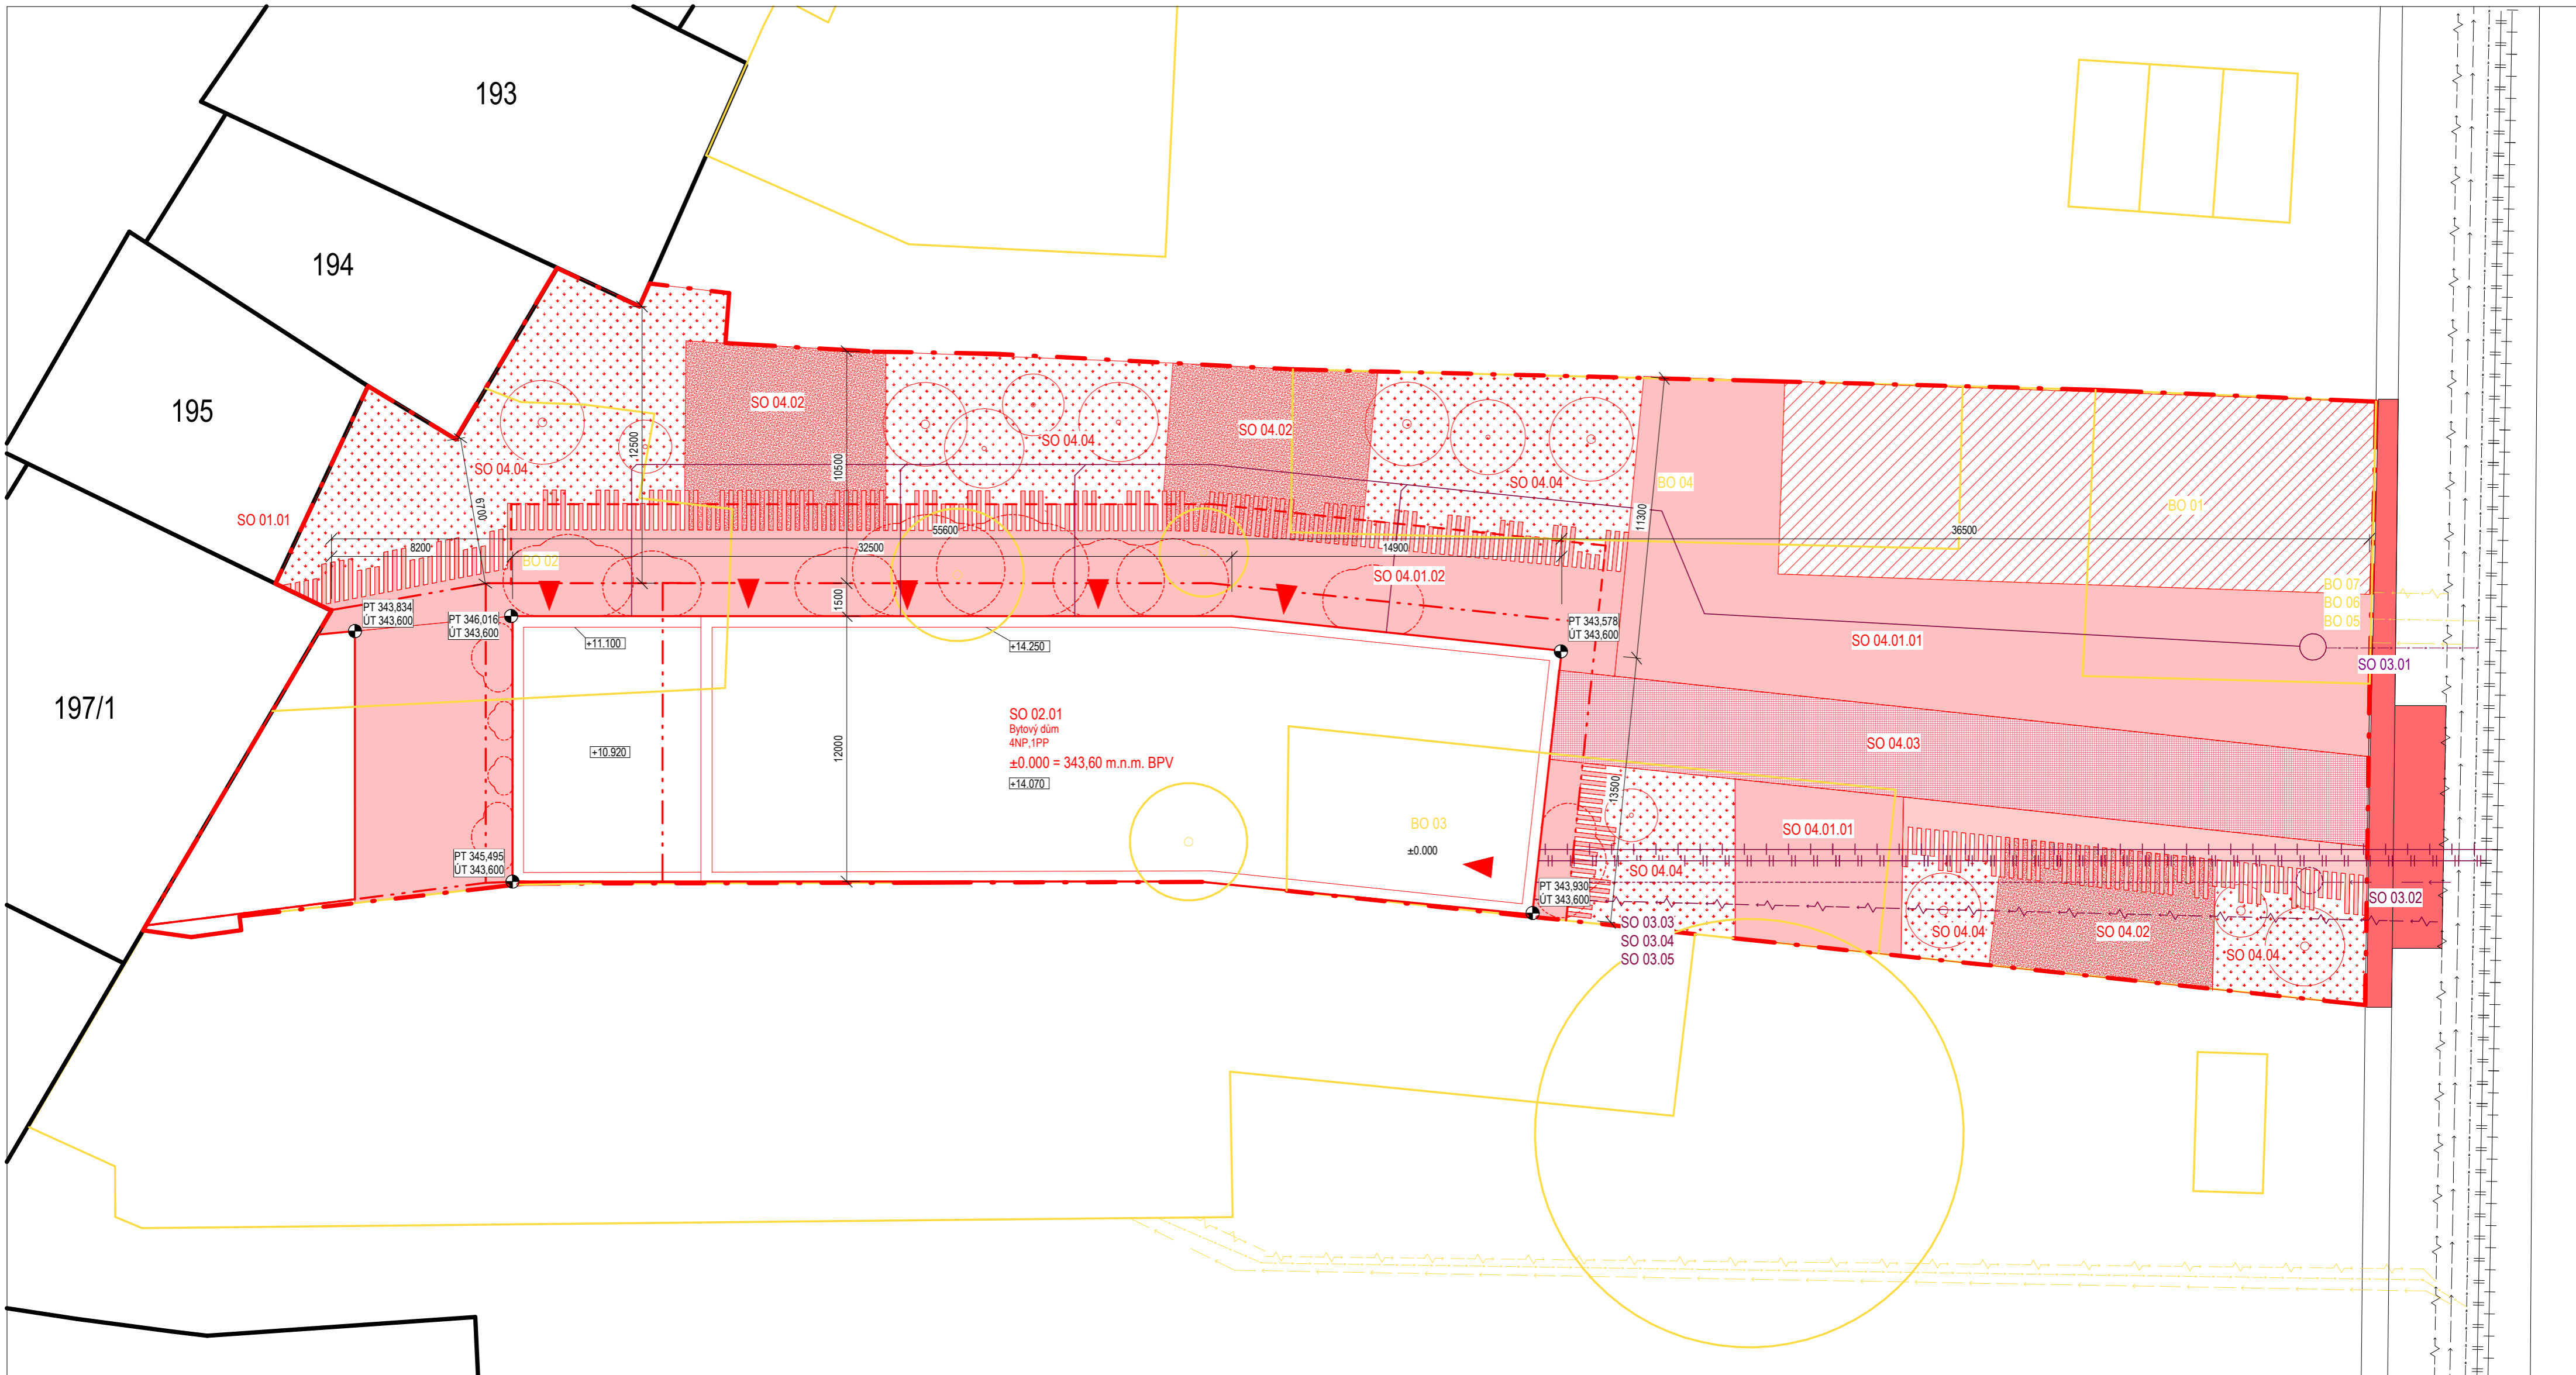 193
194
195
SO 04.02
SO 04.04
SO 04.02
12500
10500
SO 04.04
SO 04.04
BO 04
BO 01
6700
SO 01.01
11300
55600
36500
8200
32500
14900
BO 02
SO 04.01.02
BO 07
BO 06
BO 05
1500
PT 343,834
ÚT 343,600
PT 346,016
ÚT 343,600
PT 343,578
ÚT 343,600
+11.100
+14.250
SO 04.01.01
SO 03.01
197/1
SO 02.01
Bytový dům
4NP,1PP
±0.000 = 343,60 m.n.m. BPV
+14.070
+10.920
12000
SO 04.03
13500
BO 03
±0.000
SO 04.01.01
PT 345,495
ÚT 343,600
SO 04.04
PT 343,930
ÚT 343,600
SO 03.02
SO 03.03
SO 03.04
SO 03.05
SO 04.04
SO 04.02
SO 04.04